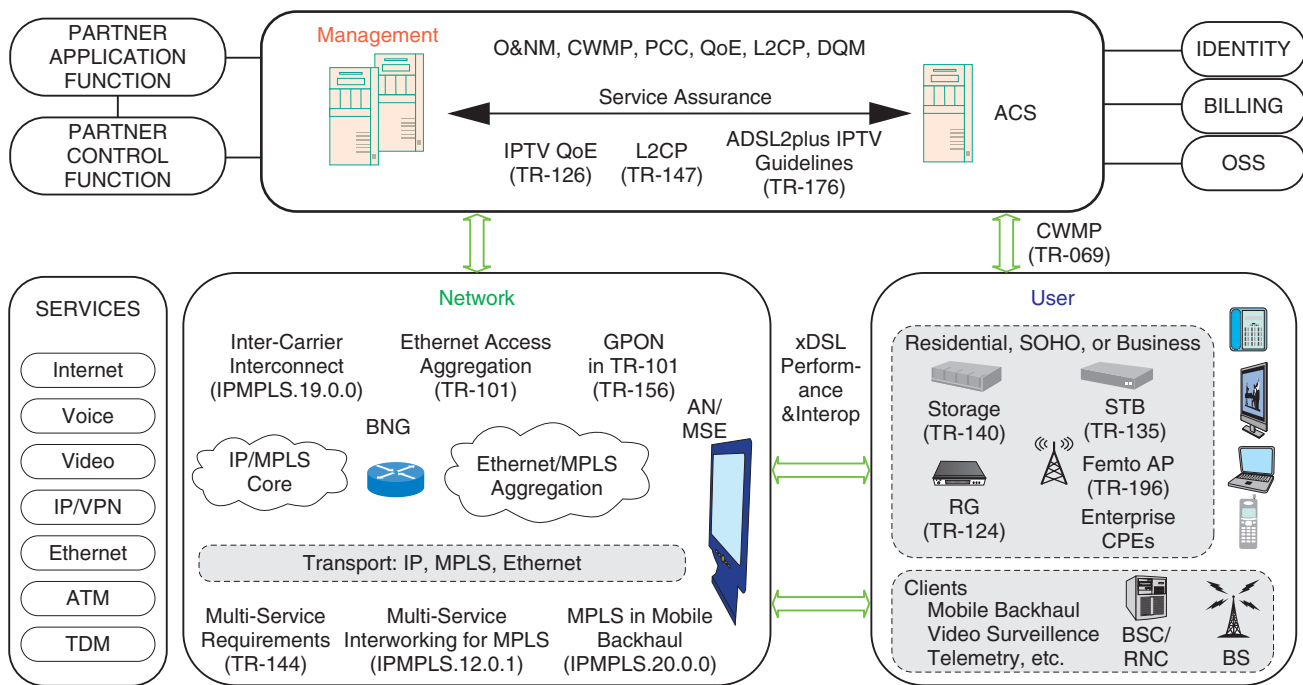 PARTNER
APPLICATION
FUNCTION
PARTNER
CONTROL
FUNCTION
Management
O&NM, CWMP, PCC, QoE, L2CP, DQM
Service Assurance
ACS
IPTV QoE
(TR-126)
L2CP
(TR-147)
ADSL2plus IPTV
Guidelines
(TR-176)
IDENTITY
BILLING
OSS
CWMP
(TR-069)
SERVICES
Internet
Voice
Video
IP/VPN
Ethernet
ATM
TDM
Network
Inter-Carrier
Interconnect
(IPMPLS.19.0.0)
Ethernet Access
Aggregation
(TR-101)
GPON
in TR-101
(TR-156)
AN/
MSE
BNG
IP/MPLS
Core
Ethernet/MPLS
Aggregation
Transport: IP, MPLS, Ethernet
Multi-Service
Requirements
(TR-144)
Multi-Service
Interworking for MPLS
(IPMPLS.12.0.1)
MPLS in Mobile
Backhaul
(IPMPLS.20.0.0)
xDSL
Perform-
ance
&Interop
User
Residential, SOHO, or Business
Storage
(TR-140)
STB
(TR-135)
RG
(TR-124)
Femto AP
(TR-196)
Enterprise
CPEs
Clients
Mobile Backhaul
Video Surveillence
Telemetry, etc.
BSC/
RNC
BS